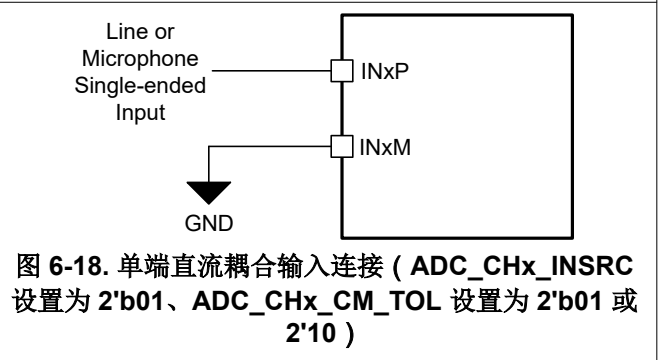 Line or
Microphone
Single-ended
Input
INxP
INxM
GND
图 6-18. 单端直流耦合输入连接（ADC_CHx_INSRC
设置为 2'b01、ADC_CHx_CM_TOL 设置为 2'b01 或
2'10）